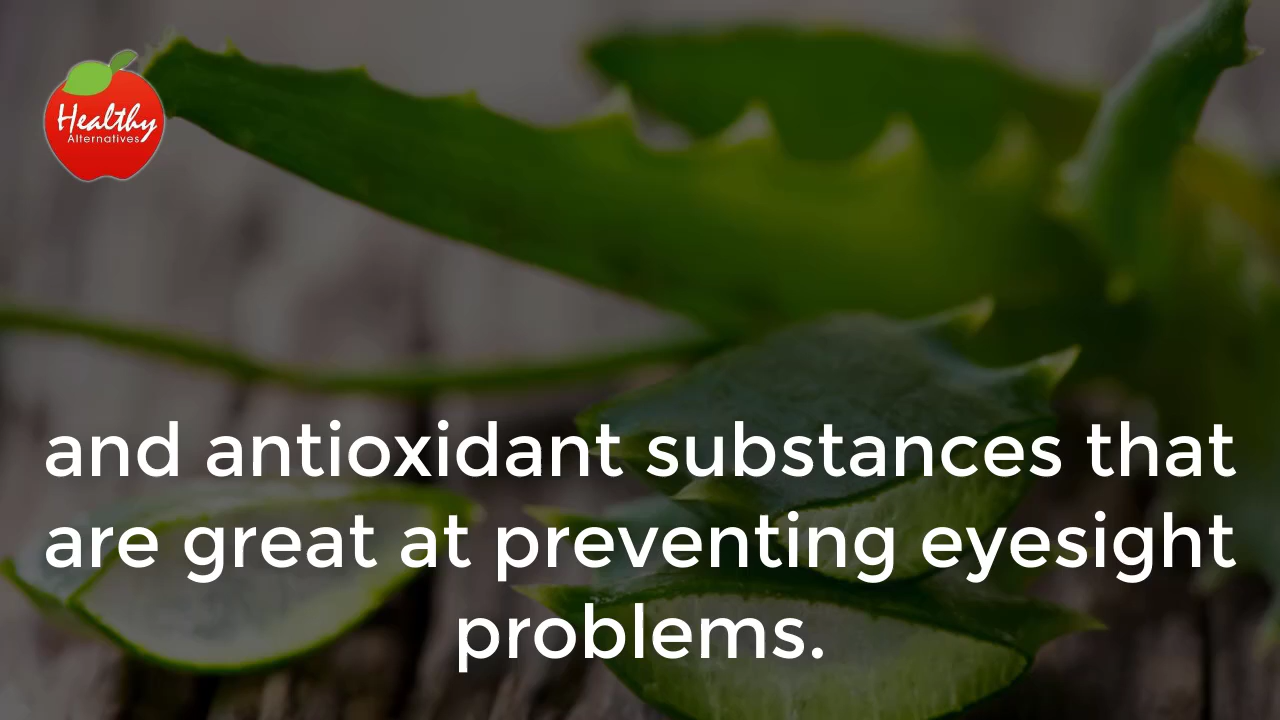 Healthy
Alternatives
and antioxidant substances that
are great at preventing eyesight
problems.